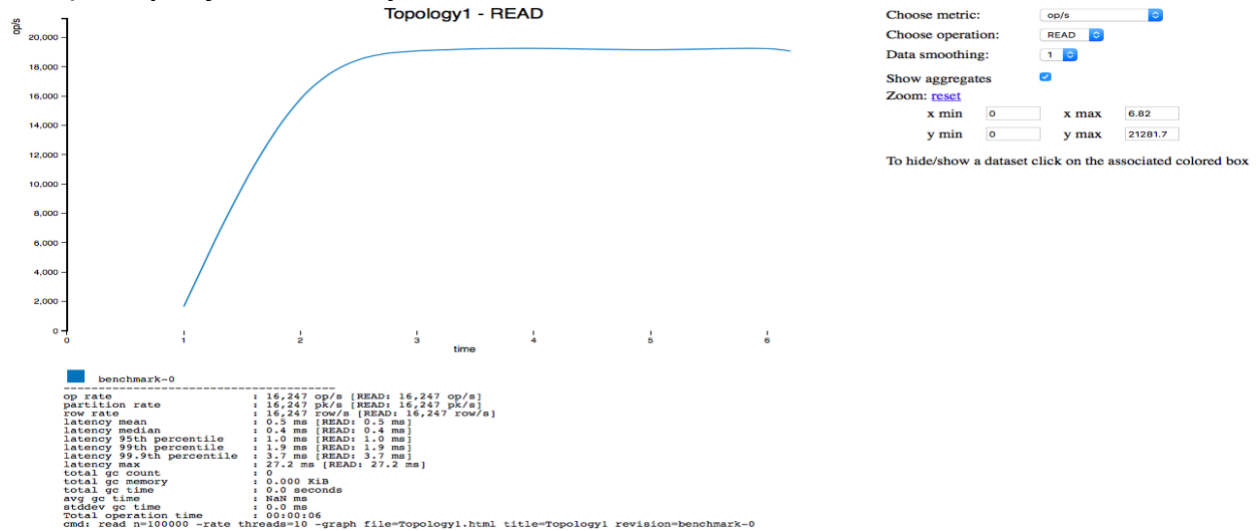 Topology1 - READ
op/s
20,000
18,000
16,000
14,000
12,000
10,000
8,000
6,000
4,000
2,000
0
0 1 2 3 4 5 6
time
Choose metric: op/s
Choose operation: READ
Data smoothing: 1
Show aggregates
Zoom: reset
x min 0 x max 6.82
y min 0 y max 21281.7
To hide/show a dataset click on the associated colored box
benchmark-0
------------------------------------
op rate : 16,247 op/s [READ: 16,247 op/s]
partition rate : 16,247 pk/s [READ: 16,247 pk/s]
row rate : 16,247 row/s [READ: 16,247 row/s]
latency mean : 0.5 ms [READ: 0.5 ms]
latency median : 0.4 ms [READ: 0.4 ms]
latency 95th percentile : 1.0 ms [READ: 1.0 ms]
latency 99th percentile : 1.9 ms [READ: 1.9 ms]
latency 99.9th percentile : 3.7 ms [READ: 3.7 ms]
latency max : 27.2 ms [READ: 27.2 ms]
total gc count : 0
total gc memory : 0.000 KiB
total gc time : 0.0 seconds
avg gc time : NaN ms
stddev gc time : 0.0 ms
Total operation time : 00:00:06
cmd: read n=100000 -rate threads=10 -graph file=Topology1.html title=Topology1 revision=benchmark-0